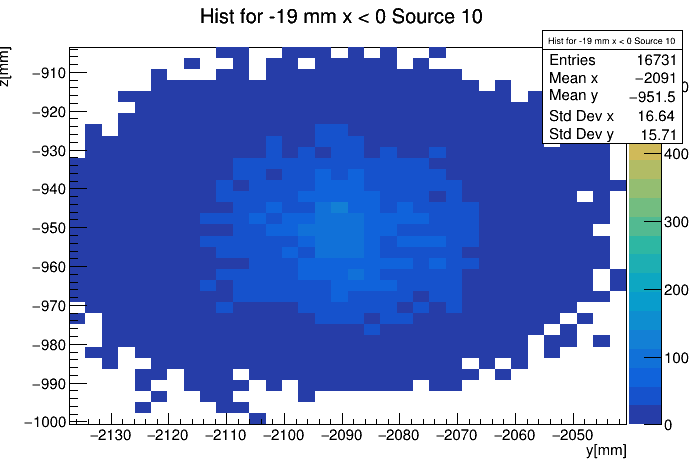 Hist for -19 mm x < 0 Source 10
Hist for -19 mm x < 0 Source 10
Entries 16731
Mean x −2091
Mean y −951.5
Std Dev x 16.64
Std Dev y 15.71
z[mm]
−910
−920
−930
−940
−950
−960
−970
−980
−990
−1000
−2130 −2120 −2110 −2100 −2090 −2080 −2070 −2060 −2050
y[mm]
400
300
200
100
0